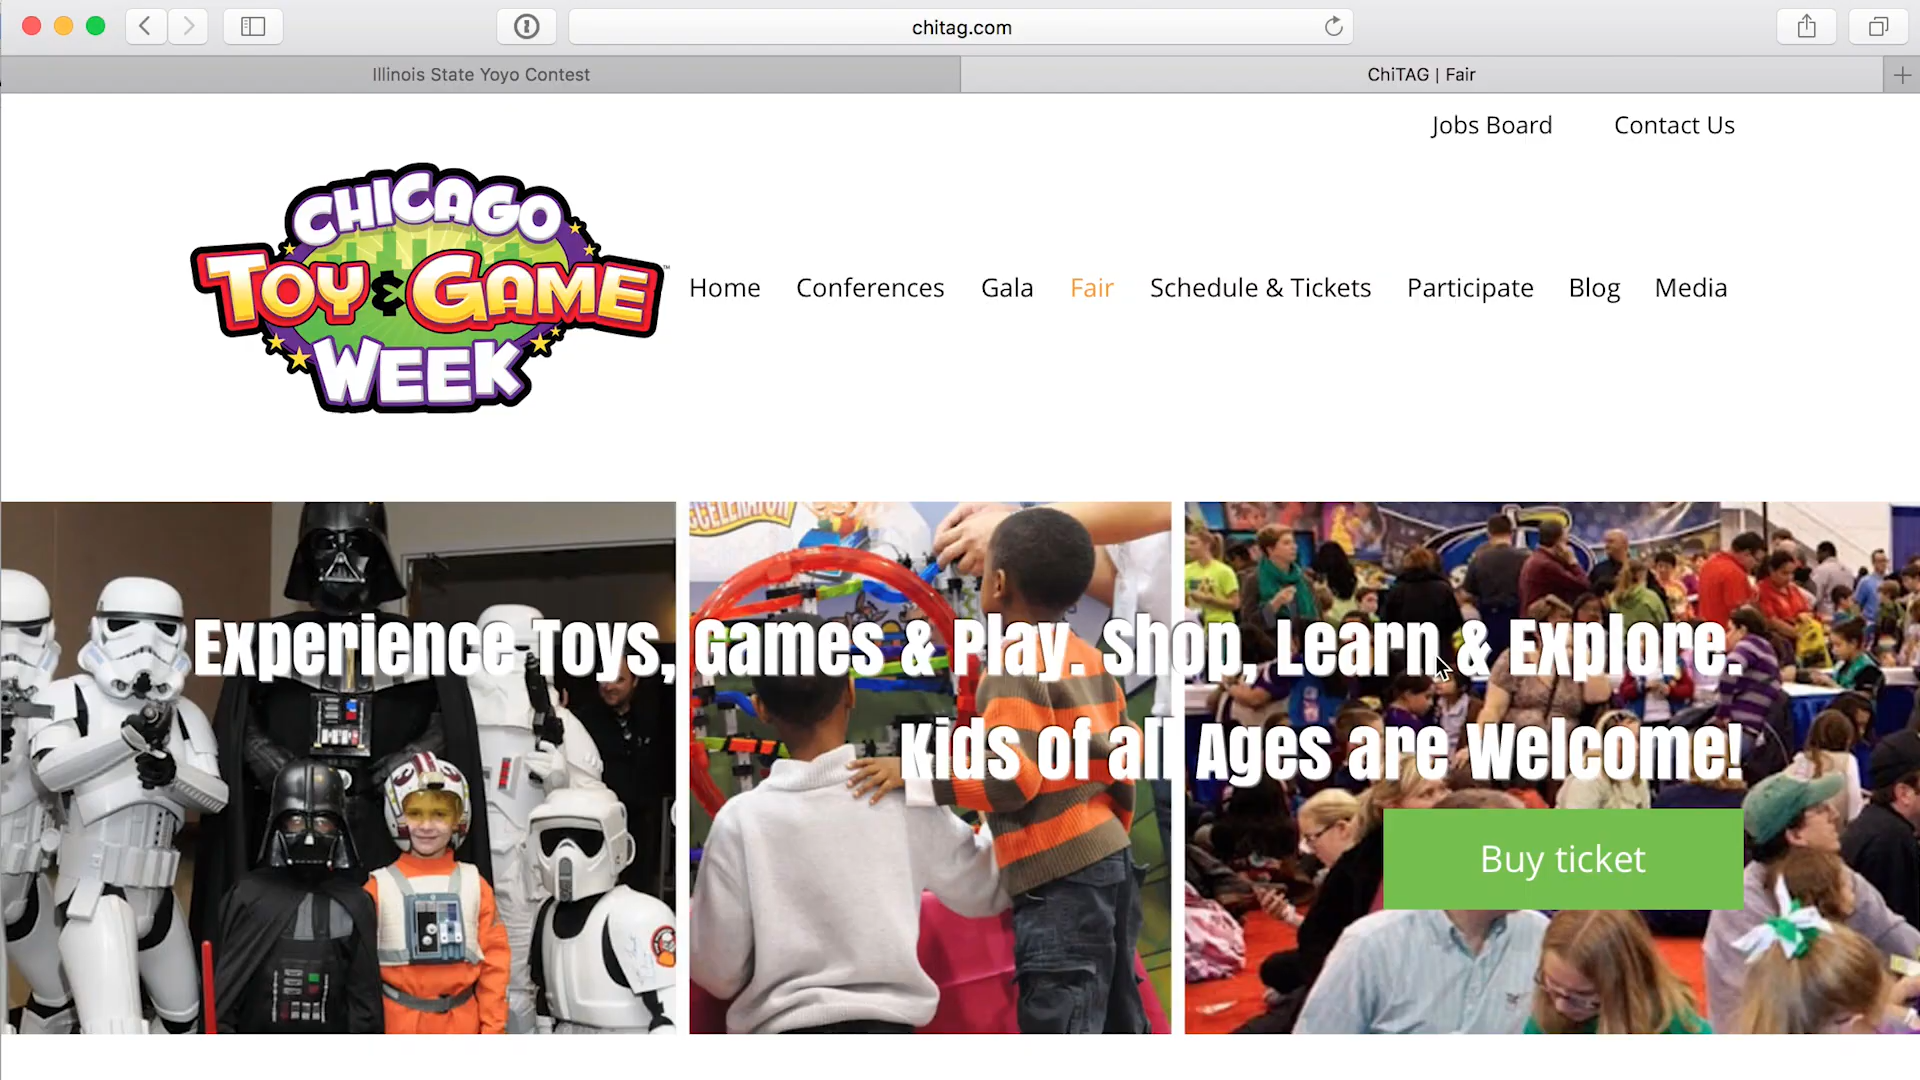 chitag.com
Illinois State Yoyo Contest
ChiTAG | Fair
Jobs Board
Contact Us
CHICAGO
TOY & GAME
WEEK
™
Home
Conferences
Gala
Fair
Schedule & Tickets
Participate
Blog
Media
Experience Toys, Games & Play. Shop, Learn & Explore.
Kids of all Ages are Welcome!
Buy ticket